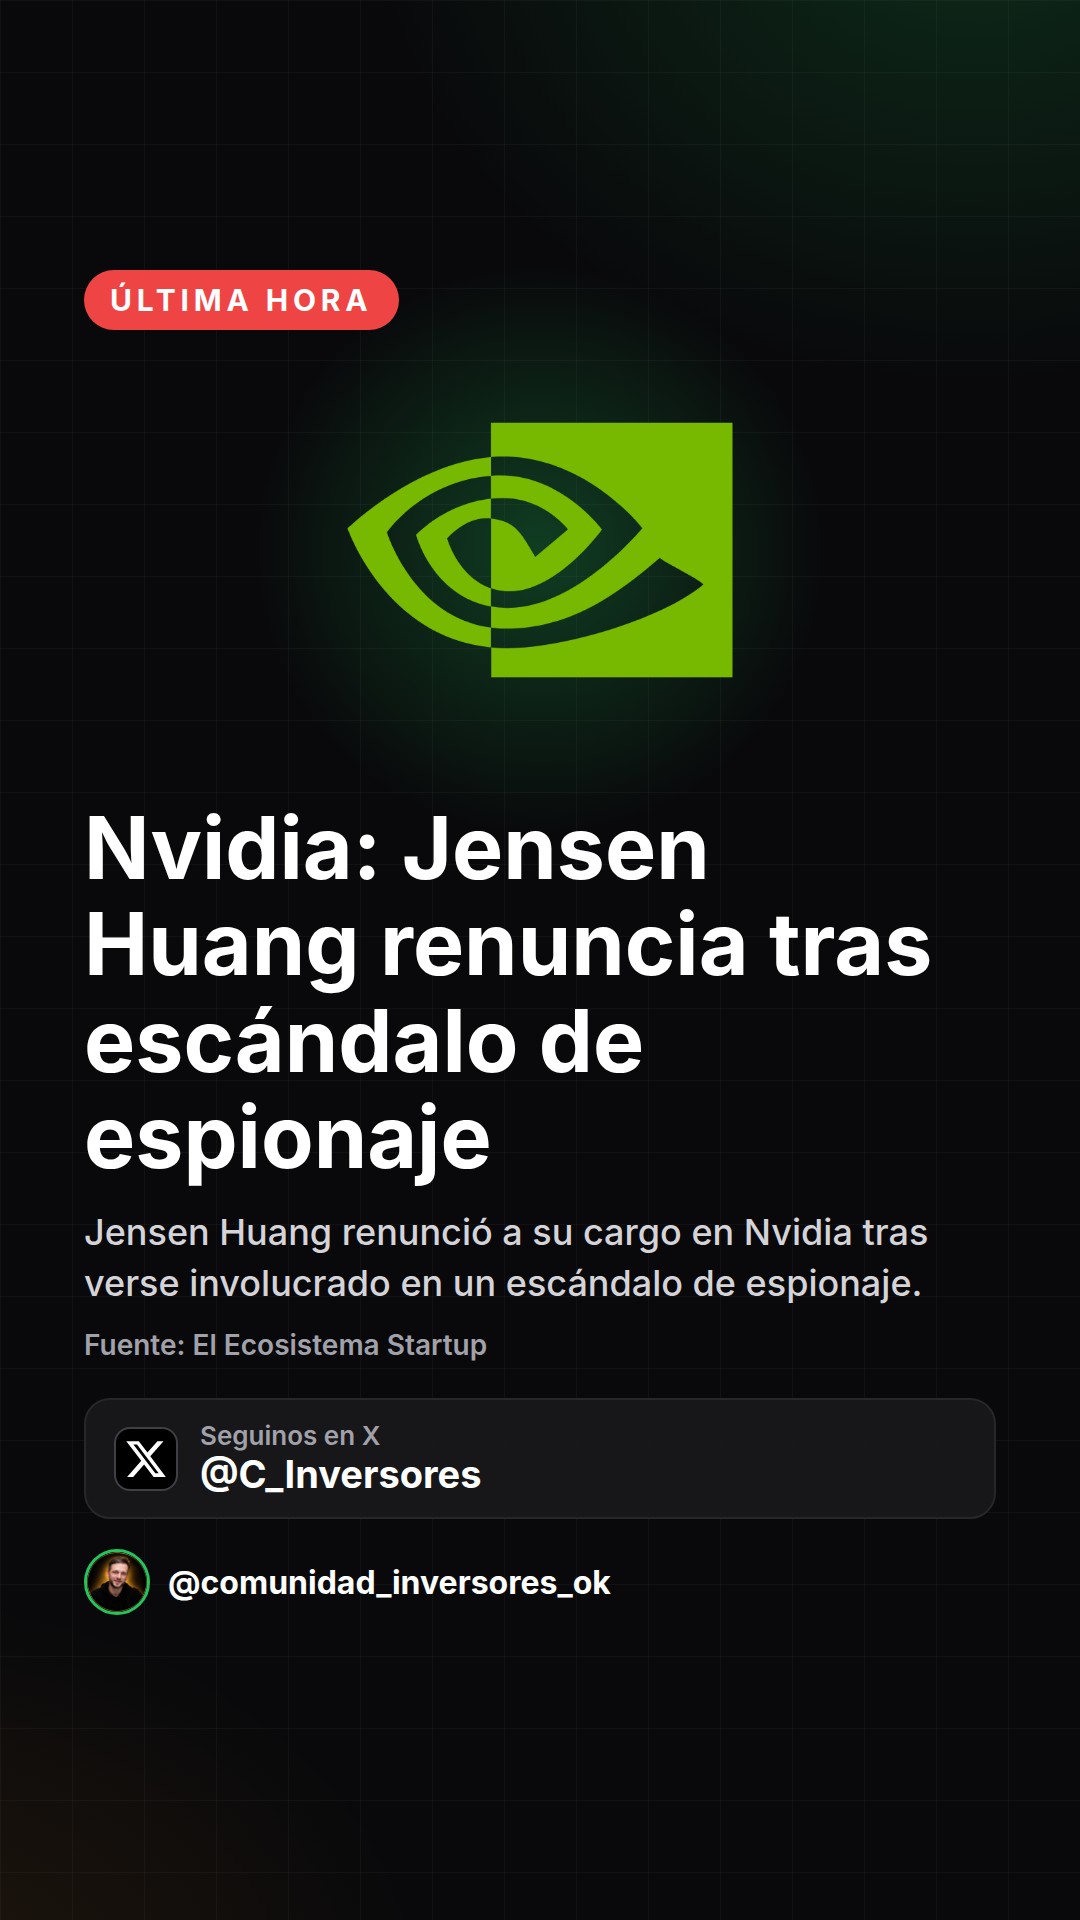 ÚLTIMA HORA
Nvidia: Jensen
Huang renuncia tras
escándalo de
espionaje
Jensen Huang renunció a su cargo en Nvidia tras
verse involucrado en un escándalo de espionaje.
Fuente: El Ecosistema Startup
Seguinos en X
@C_Inversores
@comunidad_inversores_ok